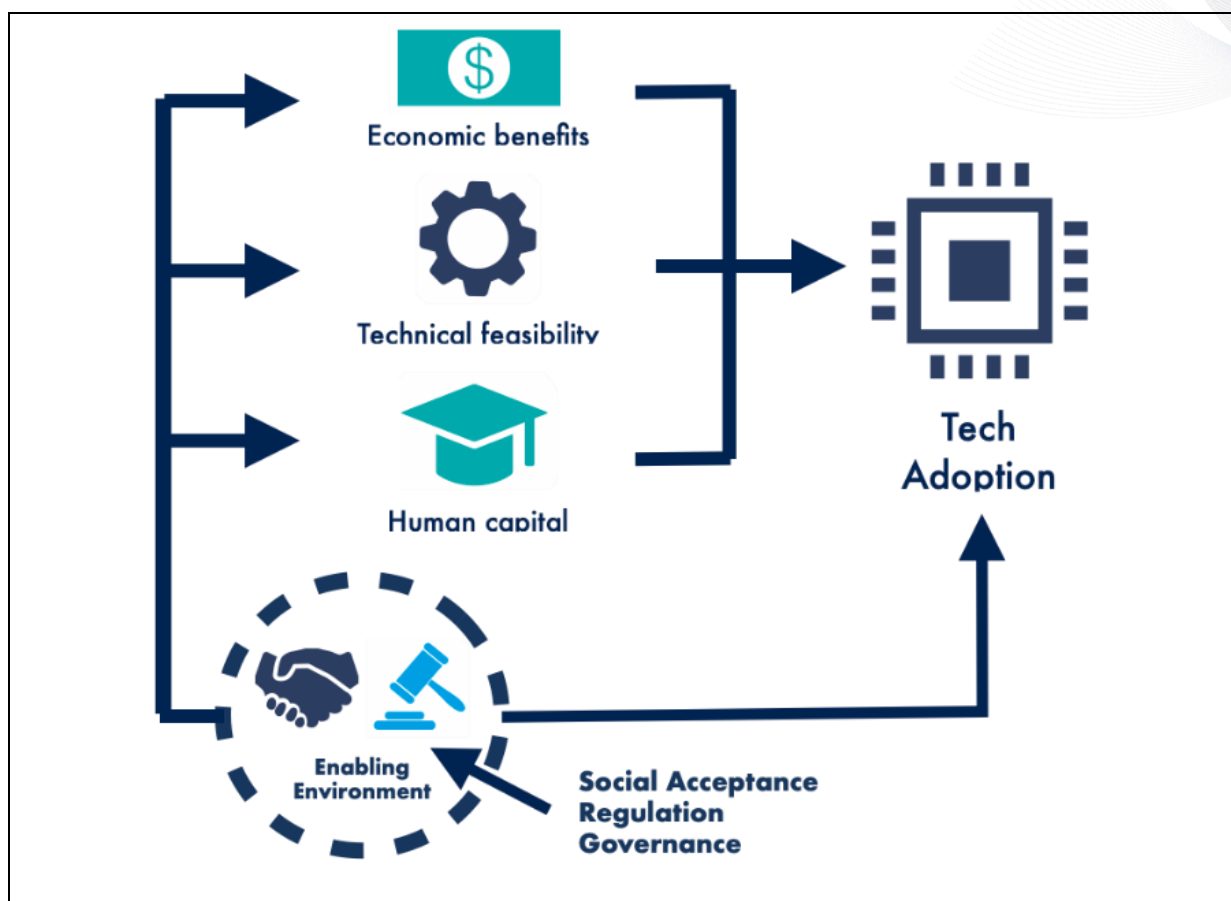 $
Economic benefits
Technical feasibility
Human capital
Tech
Adoption
Enabling
Environment
Social Acceptance
Regulation
Governance